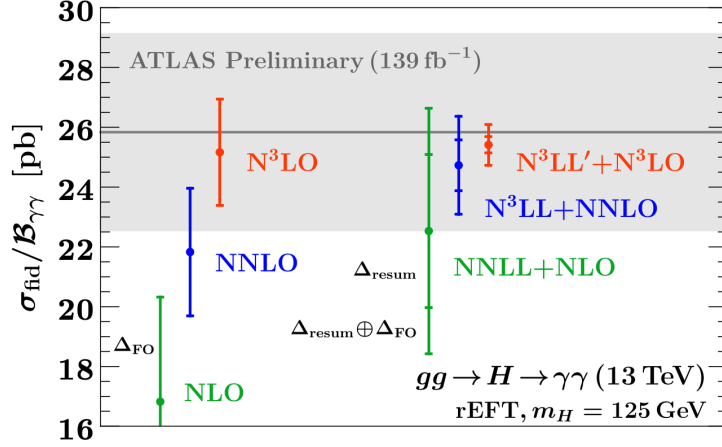 30
28
26
24
22
20
18
16
σ_fid/ℬ_γγ [pb]
ATLAS Preliminary (139 fb⁻¹)
N³LO
N³LL′+N³LO
N³LL+NNLO
NNLO
NNLL+NLO
Δ_resum
Δ_resum⊕Δ_FO
Δ_FO
NLO
gg→H→γγ (13 TeV)
rEFT, m_H = 125 GeV